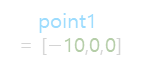 point1
= [−10,0,0]